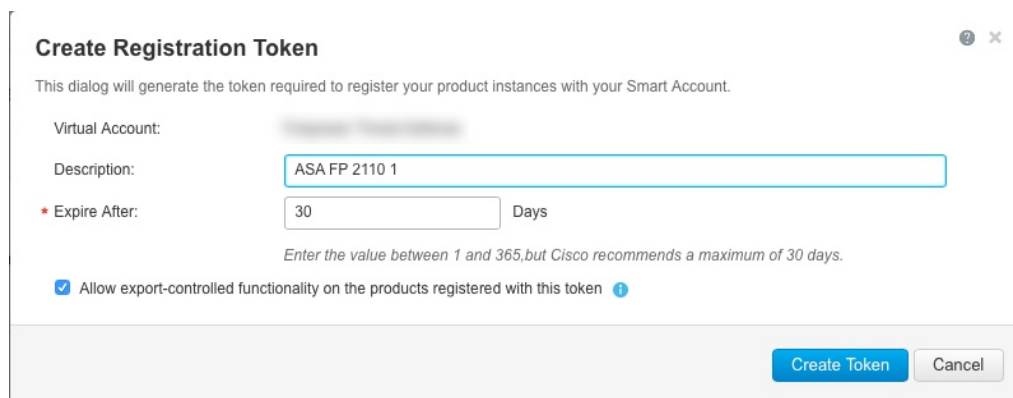 Create Registration Token
This dialog will generate the token required to register your product instances with your Smart Account.
Virtual Account:
Description: ASA FP 2110 1
* Expire After: 30 Days
Enter the value between 1 and 365,but Cisco recommends a maximum of 30 days.
Allow export-controlled functionality on the products registered with this token
Create Token Cancel